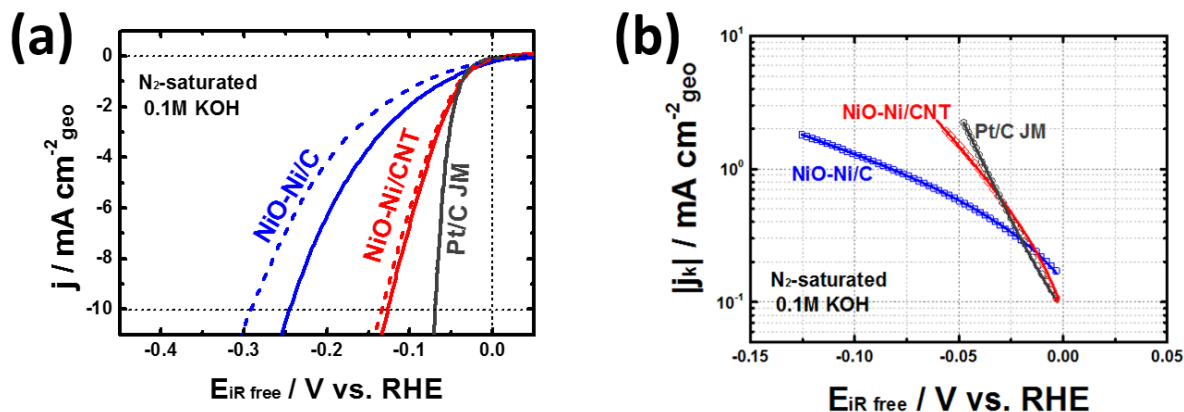 (a)
0
-2
-4
-6
-8
-10
j / mA cm⁻²geo
N₂-saturated
0.1M KOH
NiO-Ni/C
NiO-Ni/CNT
Pt/C JM
-0.4
-0.3
-0.2
-0.1
0.0
E iR free / V vs. RHE
(b)
10¹
10⁰
10⁻¹
|jk| / mA cm⁻²geo
NiO-Ni/CNT
Pt/C JM
NiO-Ni/C
N₂-saturated
0.1M KOH
-0.15
-0.10
-0.05
0.00
0.05
E iR free / V vs. RHE